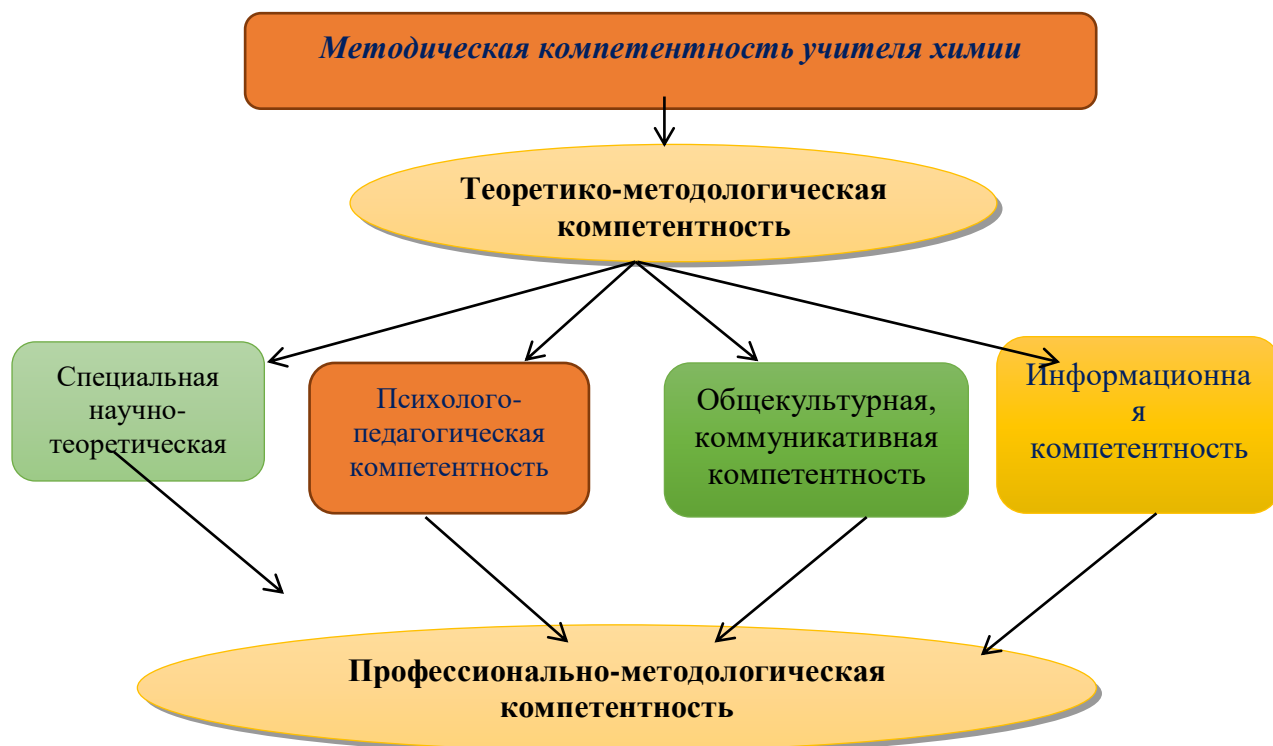 Методическая компетентность учителя химии
Теоретико-методологическая
компетентность
Специальная
научно-
теоретическая
Психолого-
педагогическая
компетентность
Общекультурная,
коммуникативная
компетентность
Информационна
я
компетентность
Профессионально-методологическая
компетентность